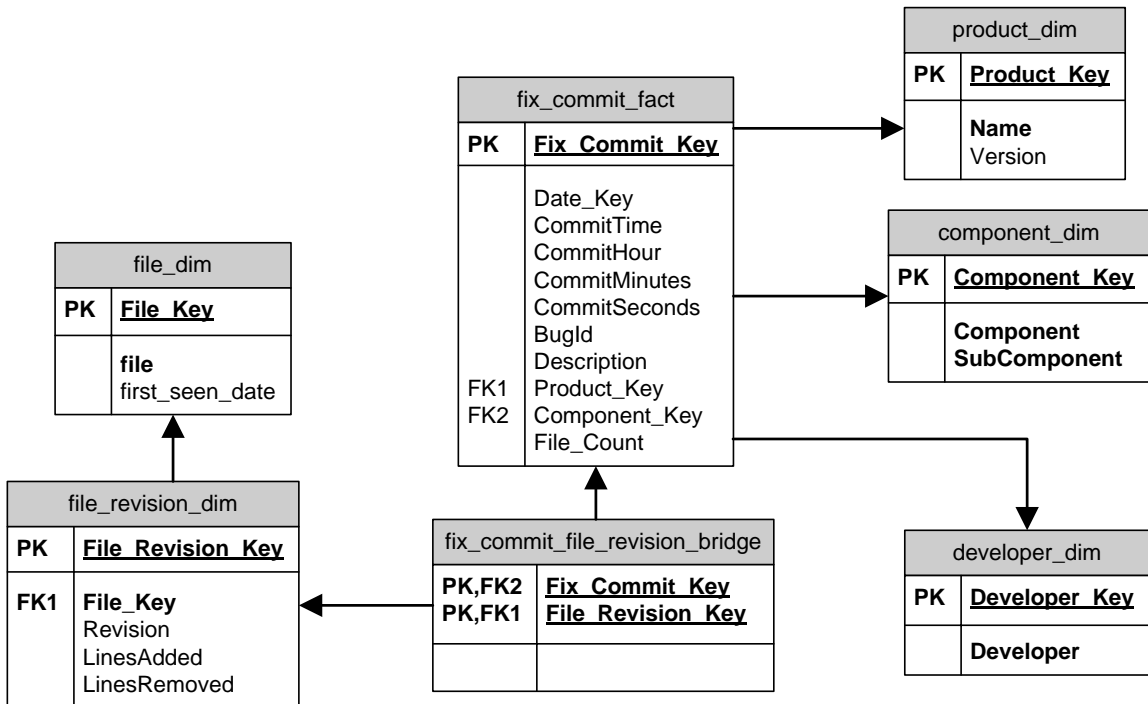 product_dim
PK Product_Key
Name
Version
fix_commit_fact
PK Fix_Commit_Key
Date_Key
CommitTime
CommitHour
CommitMinutes
CommitSeconds
BugId
Description
FK1 Product_Key
FK2 Component_Key
File_Count
component_dim
PK Component_Key
Component
SubComponent
file_dim
PK File_Key
file
first_seen_date
file_revision_dim
PK File_Revision_Key
FK1 File_Key
Revision
LinesAdded
LinesRemoved
fix_commit_file_revision_bridge
PK,FK2 Fix_Commit_Key
PK,FK1 File_Revision_Key
developer_dim
PK Developer_Key
Developer